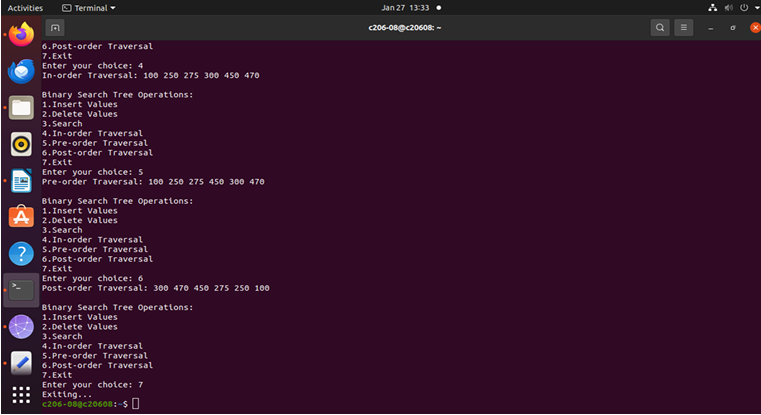 Activities
Terminal
Jan 27 13:33
c206-08@c20608: ~
6.Post-order Traversal
7.Exit
Enter your choice: 4
In-order Traversal: 100 250 275 300 450 470
Binary Search Tree Operations:
1.Insert Values
2.Delete Values
3.Search
4.In-order Traversal
5.Pre-order Traversal
6.Post-order Traversal
7.Exit
Enter your choice: 5
Pre-order Traversal: 100 250 275 450 300 470
Binary Search Tree Operations:
1.Insert Values
2.Delete Values
3.Search
4.In-order Traversal
5.Pre-order Traversal
6.Post-order Traversal
7.Exit
Enter your choice: 6
Post-order Traversal: 300 470 450 275 250 100
Binary Search Tree Operations:
1.Insert Values
2.Delete Values
3.Search
4.In-order Traversal
5.Pre-order Traversal
6.Post-order Traversal
7.Exit
Enter your choice: 7
Exiting...
c206-08@c20608:~$